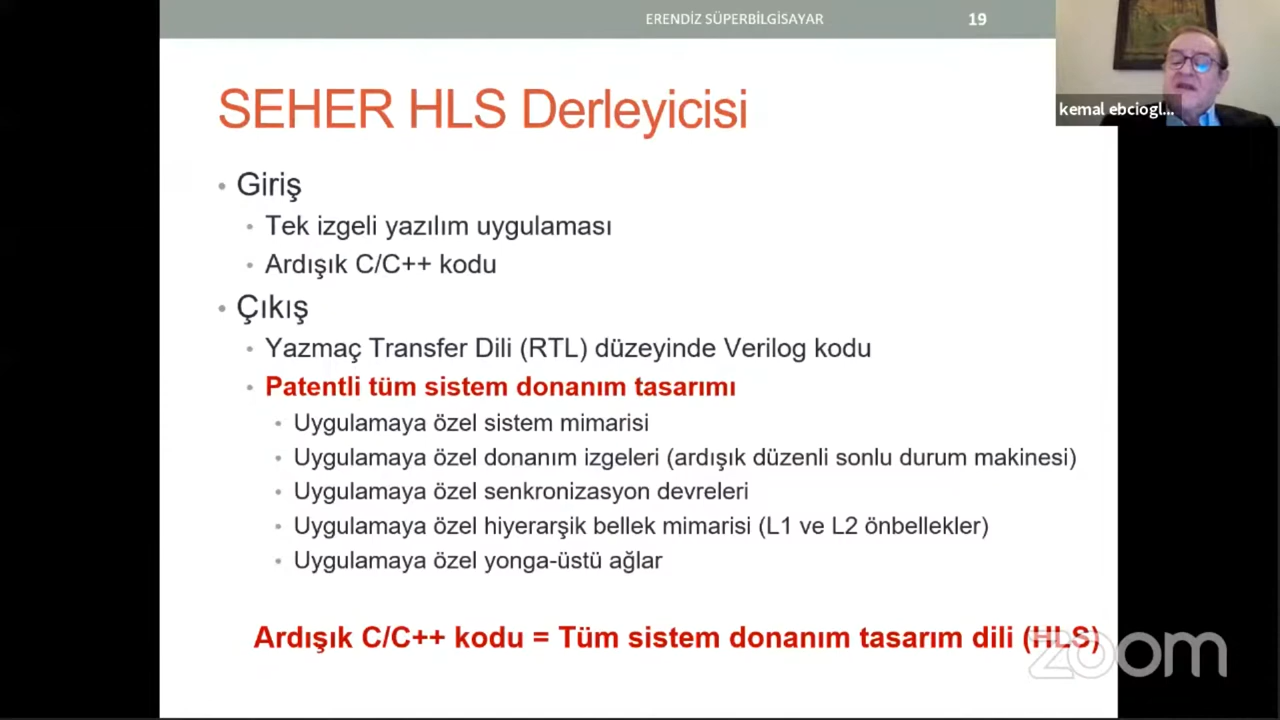 ERENDİZ SÜPERBİLGİSAYAR
19
kemal ebciogl...
SEHER HLS Derleyicisi
• Giriş
• Tek izgeli yazılım uygulaması
• Ardışık C/C++ kodu
• Çıkış
• Yazmaç Transfer Dili (RTL) düzeyinde Verilog kodu
• Patentli tüm sistem donanım tasarımı
• Uygulamaya özel sistem mimarisi
• Uygulamaya özel donanım izgeleri (ardışık düzenli sonlu durum makinesi)
• Uygulamaya özel senkronizasyon devreleri
• Uygulamaya özel hiyerarşik bellek mimarisi (L1 ve L2 önbellekler)
• Uygulamaya özel yonga-üstü ağlar
Ardışık C/C++ kodu = Tüm sistem donanım tasarım dili (HLS)
zoom